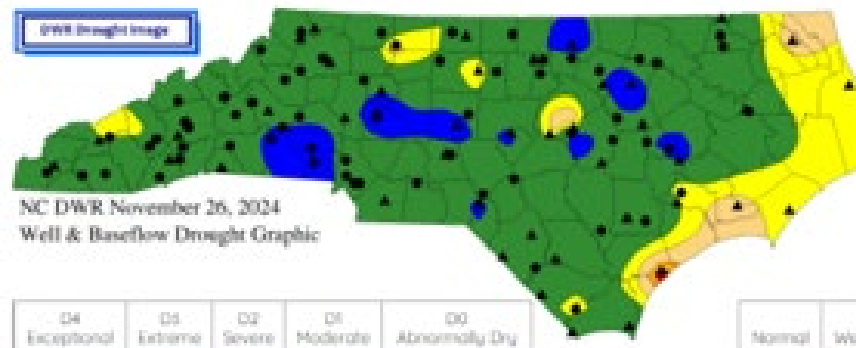 DWR Drought Image
NC DWR November 26, 2024
Well & Baseflow Drought Graphic
D4
Exceptional
D3
Extreme
D2
Severe
D1
Moderate
D0
Abnormally Dry
Normal